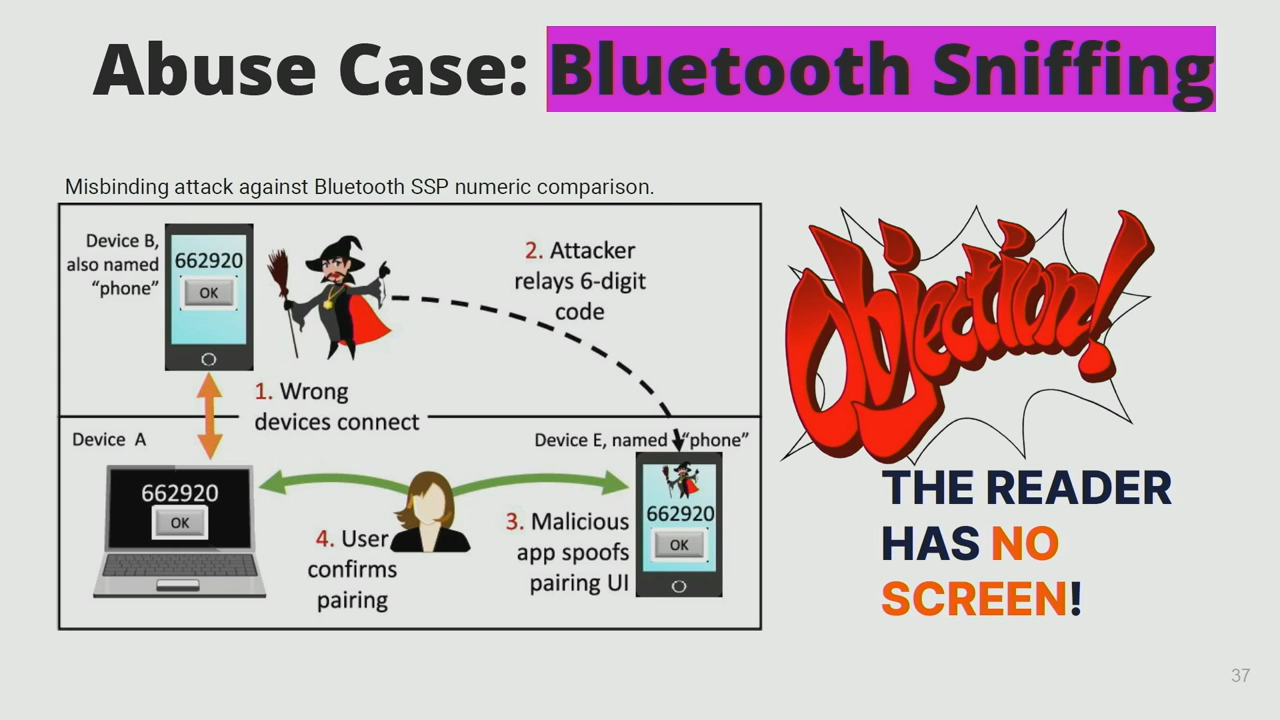 Abuse Case: Bluetooth Sniffing
Misbinding attack against Bluetooth SSP numeric comparison.
Device B,
also named
“phone”
662920
OK
2. Attacker
relays 6-digit
code
1. Wrong
devices connect
Device A
662920
OK
4. User
confirms
pairing
Device E, named “phone”
3. Malicious
app spoofs
pairing UI
662920
OK
Objection!
THE READER
HAS NO
SCREEN!
37